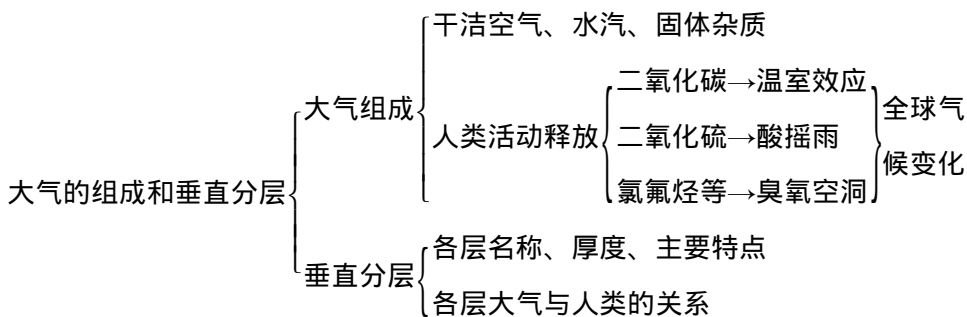 干洁空气、水汽、固体杂质
二氧化碳→温室效应
大气组成
全球气
人类活动释放
二氧化硫→酸摇雨
候变化
大气的组成和垂直分层
氯氟烃等→臭氧空洞
各层名称、厚度、主要特点
垂直分层
各层大气与人类的关系